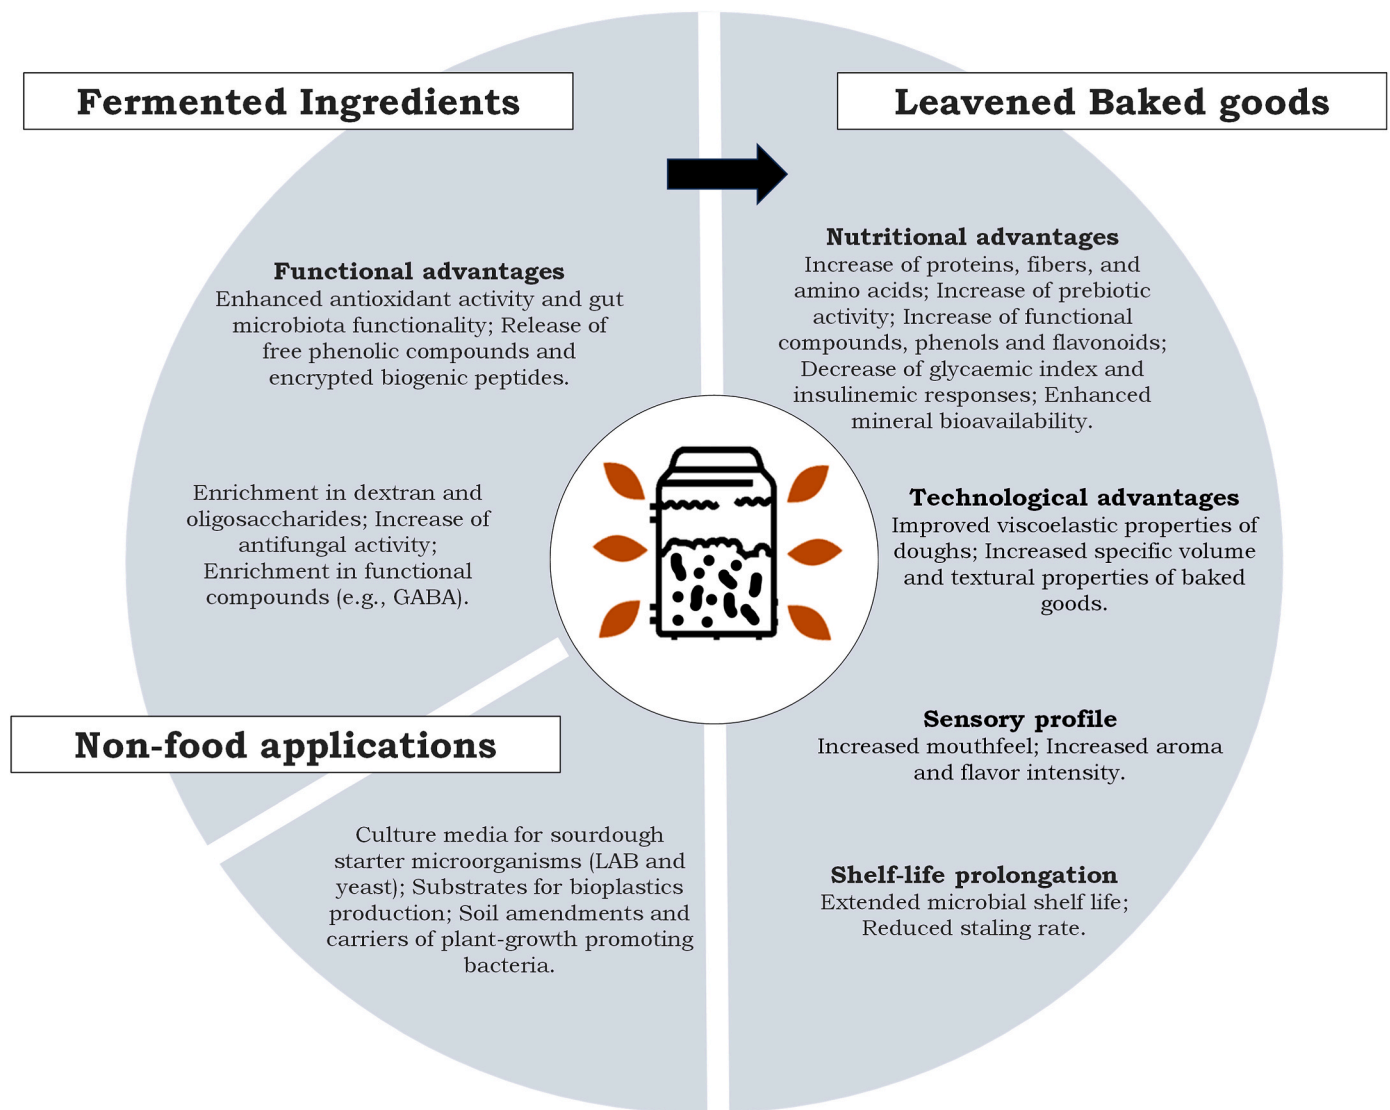 Fermented Ingredients
Functional advantages
Enhanced antioxidant activity and gut
microbiota functionality; Release of
free phenolic compounds and
encrypted biogenic peptides.
Enrichment in dextran and
oligosaccharides; Increase of
antifungal activity;
Enrichment in functional
compounds (e.g., GABA).
Non-food applications
Culture media for sourdough
starter microorganisms (LAB and
yeast); Substrates for bioplastics
production; Soil amendments and
carriers of plant-growth promoting
bacteria.
Leavened Baked goods
Nutritional advantages
Increase of proteins, fibers, and
amino acids; Increase of prebiotic
activity; Increase of functional
compounds, phenols and flavonoids;
Decrease of glycaemic index and
insulinemic responses; Enhanced
mineral bioavailability.
Technological advantages
Improved viscoelastic properties of
doughs; Increased specific volume
and textural properties of baked
goods.
Sensory profile
Increased mouthfeel; Increased aroma
and flavor intensity.
Shelf-life prolongation
Extended microbial shelf life;
Reduced staling rate.